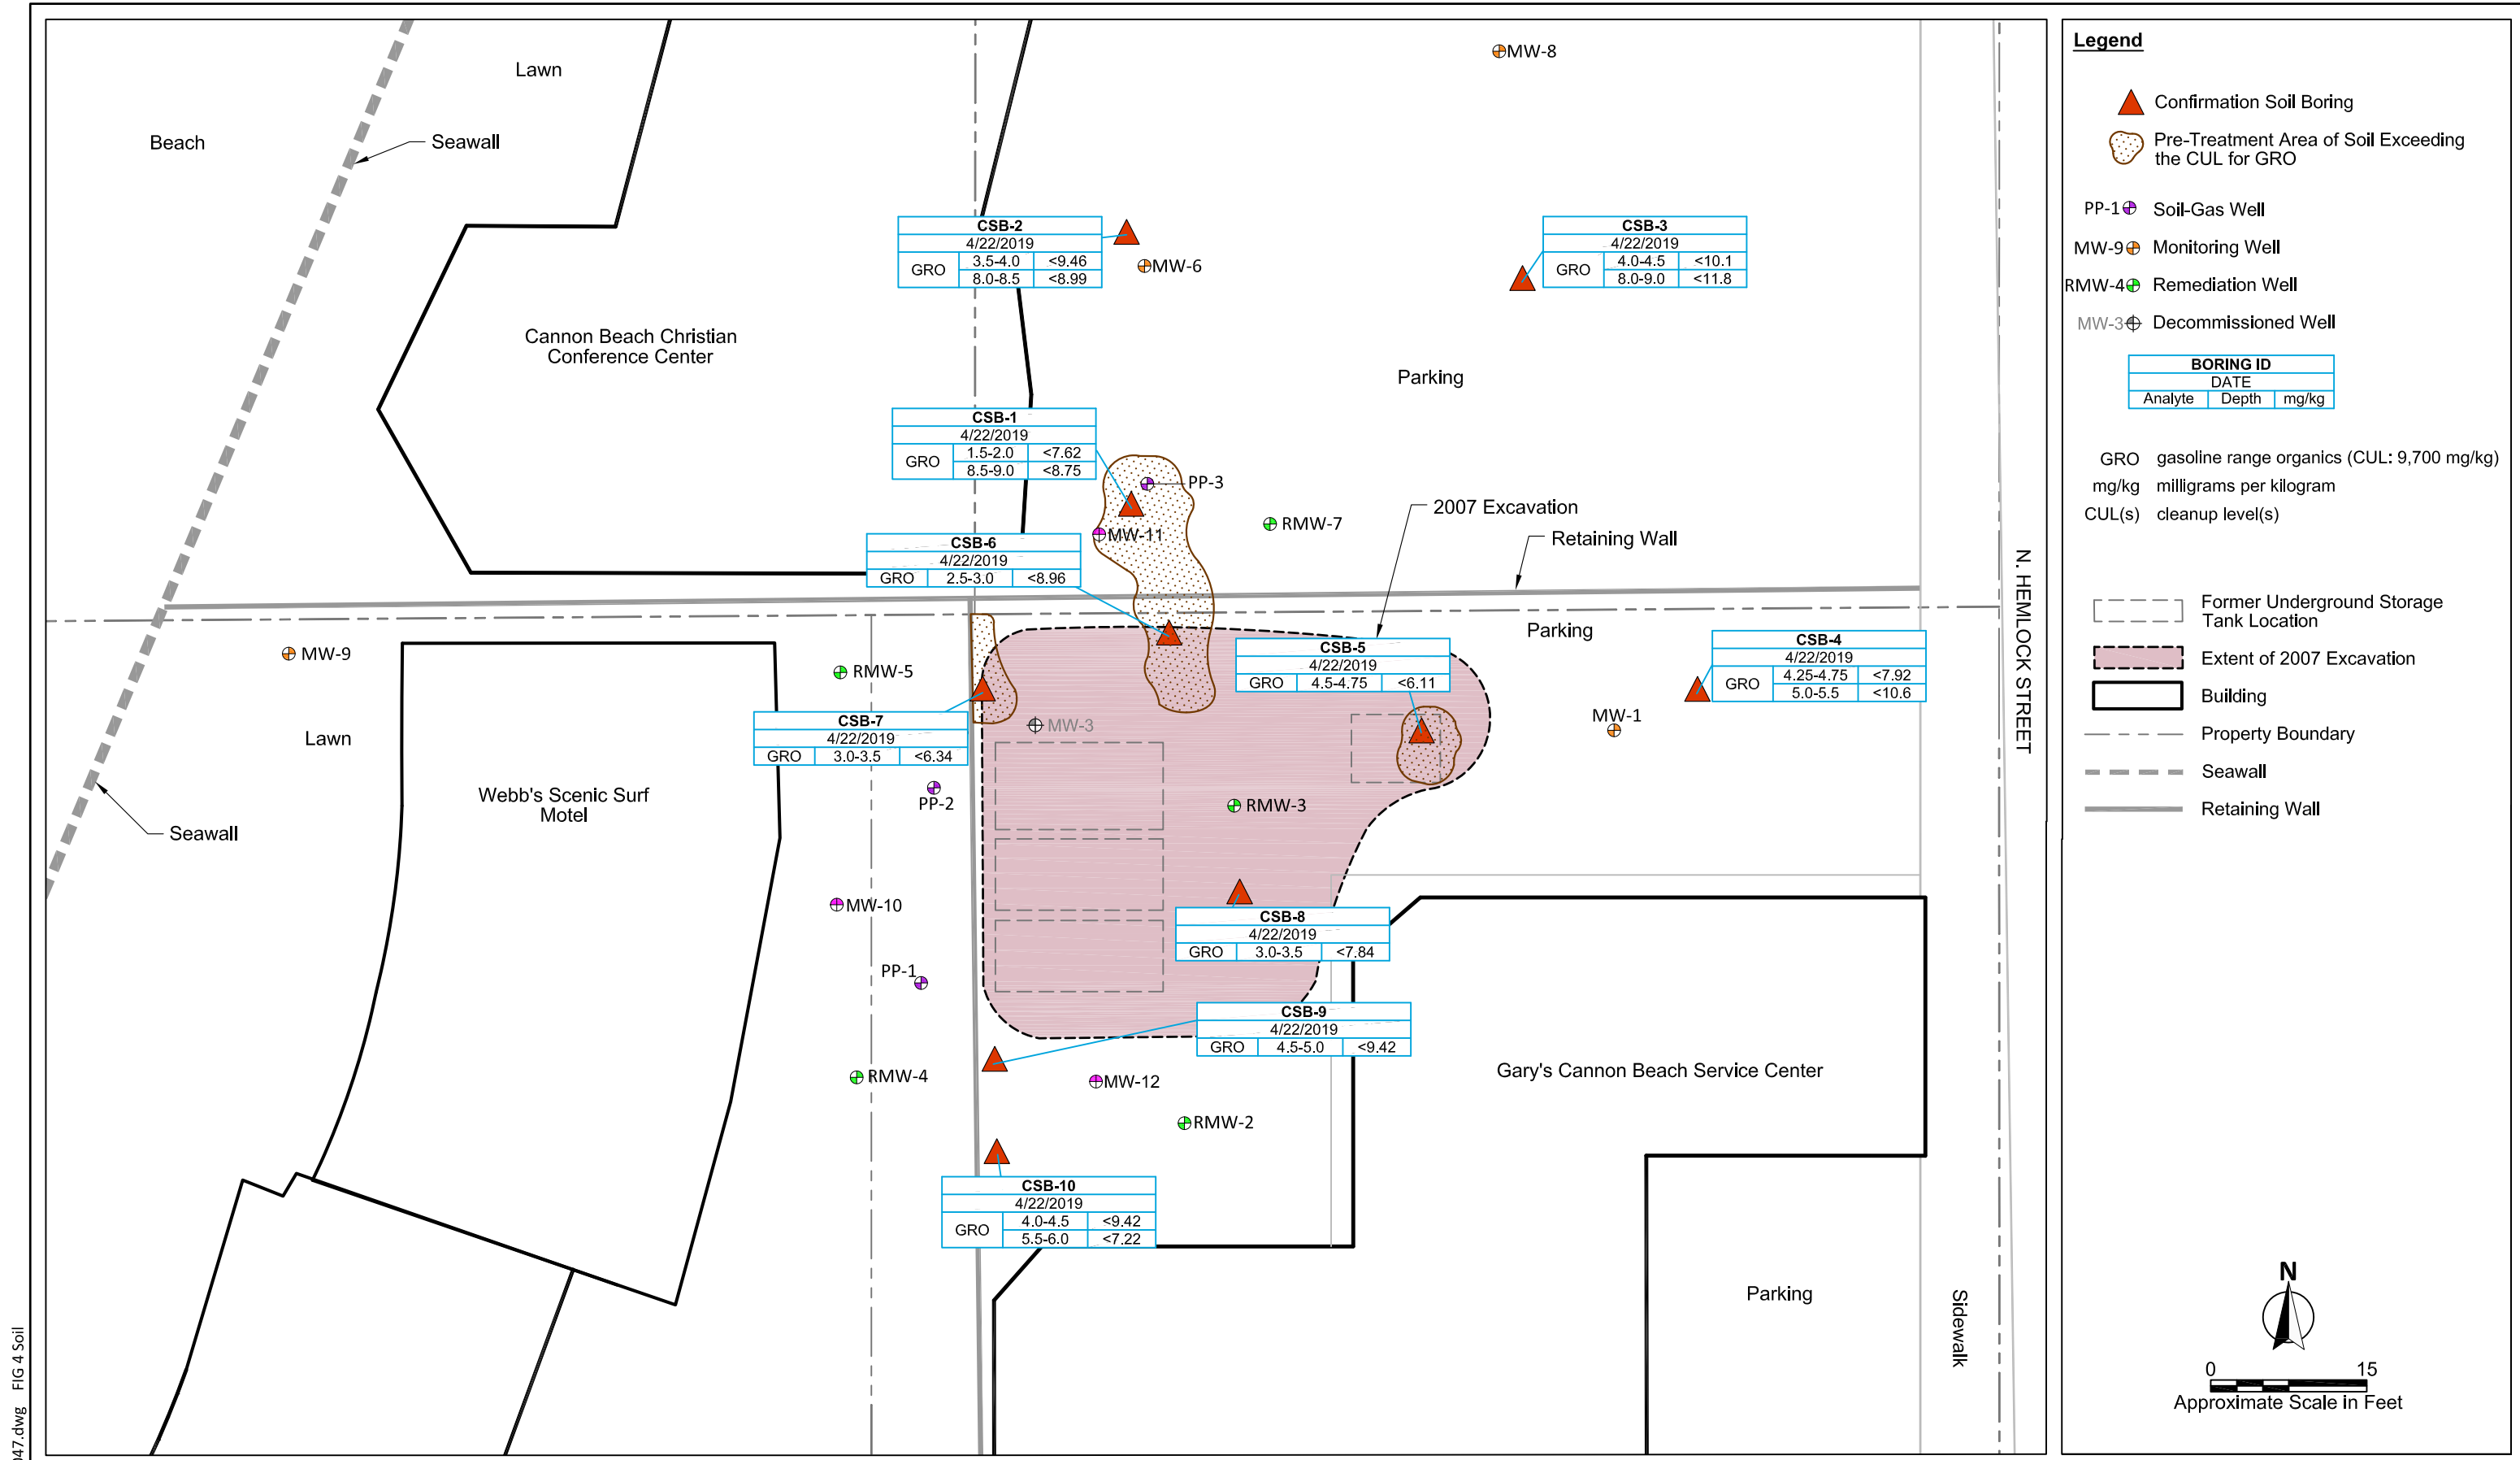 Lawn
Beach
Seawall
MW-8
CSB-2
4/22/2019
GRO 3.5-4.0 <9.46
8.0-8.5 <8.99
MW-6
CSB-3
4/22/2019
GRO 4.0-4.5 <10.1
8.0-9.0 <11.8
Cannon Beach Christian
Conference Center
Parking
CSB-1
4/22/2019
GRO 1.5-2.0 <7.62
8.5-9.0 <8.75
PP-3
MW-11
RMW-7
2007 Excavation
Retaining Wall
CSB-6
4/22/2019
GRO 2.5-3.0 <8.96
Parking
MW-9
RMW-5
CSB-5
4/22/2019
GRO 4.5-4.75 <6.11
CSB-4
4/22/2019
GRO 4.25-4.75 <7.92
5.0-5.5 <10.6
MW-1
N. HEMLOCK STREET
CSB-7
4/22/2019
GRO 3.0-3.5 <6.34
MW-3
Lawn
PP-2
RMW-3
Webb's Scenic Surf
Motel
Seawall
MW-10
CSB-8
4/22/2019
GRO 3.0-3.5 <7.84
PP-1
CSB-9
4/22/2019
GRO 4.5-5.0 <9.42
RMW-4
MW-12
RMW-2
Gary's Cannon Beach Service Center
CSB-10
4/22/2019
GRO 4.0-4.5 <9.42
5.5-6.0 <7.22
Parking
Sidewalk
Legend
Confirmation Soil Boring
Pre-Treatment Area of Soil Exceeding
the CUL for GRO
PP-1 Soil-Gas Well
MW-9 Monitoring Well
RMW-4 Remediation Well
MW-3 Decommissioned Well
BORING ID
DATE
Analyte Depth mg/kg
GRO gasoline range organics (CUL: 9,700 mg/kg)
mg/kg milligrams per kilogram
CUL(s) cleanup level(s)
Former Underground Storage
Tank Location
Extent of 2007 Excavation
Building
Property Boundary
Seawall
Retaining Wall
N
0 15
Approximate Scale in Feet
047.dwg FIG 4 Soil